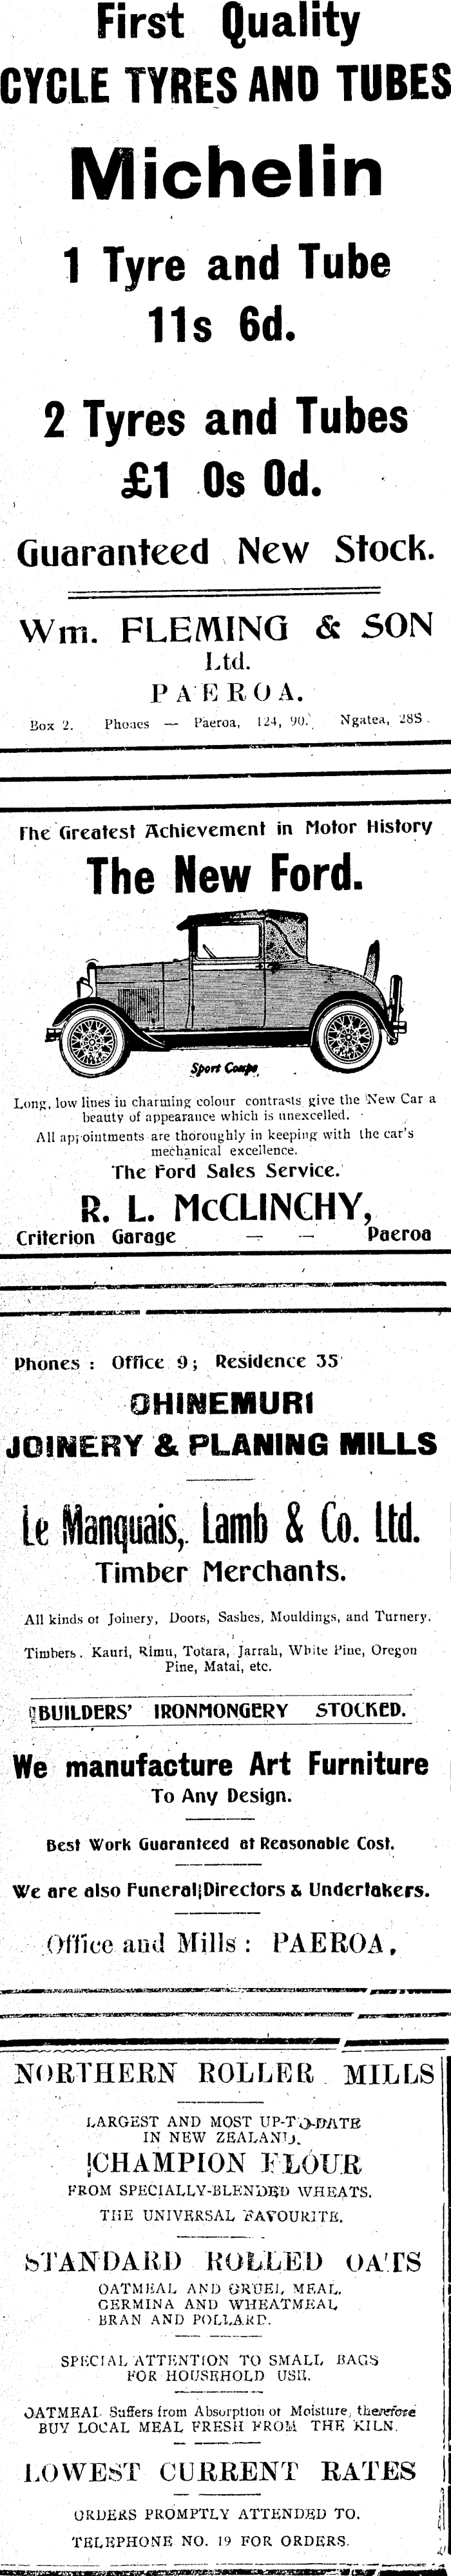 First Quality
CYCLE TYRES AND TUBES
Michelin
1 Tyre and Tube
11s 6d.
2 Tyres and Tubes
£1 0s 0d.
Guaranteed New Stock.
Wm. FLEMING & SON
Ltd.
PAEROA.
Box 2. Phones — Paeroa, 124, 90. Ngatea, 28S.
The Greatest Achievement in Motor History
The New Ford.
Sport Coupe
Long, low lines in charming colour contrasts give the New Car a
beauty of appearance which is unexcelled.
All appointments are thoroughly in keeping with the car's
mechanical excellence.
The Ford Sales Service.
R. L. McCLINCHY,
Criterion Garage — — Paeroa
Phones : Office 9; Residence 35
OHINEMURI
JOINERY & PLANING MILLS
Le Manquais, Lamb & Co. Ltd.
Timber Merchants.
All kinds of Joinery, Doors, Sashes, Mouldings, and Turnery.
Timbers. Kauri, Rimu, Totara, Jarrah, White Pine, Oregon
Pine, Matai, etc.
BUILDERS' IRONMONGERY STOCKED.
We manufacture Art Furniture
To Any Design.
Best Work Guaranteed at Reasonable Cost.
We are also Funeral Directors & Undertakers.
Office and Mills : PAEROA.
NORTHERN ROLLER MILLS
LARGEST AND MOST UP-TO-DATE
IN NEW ZEALAND.
CHAMPION FLOUR
FROM SPECIALLY-BLENDED WHEATS.
THE UNIVERSAL FAVOURITE.
STANDARD ROLLED OATS
OATMEAL AND GRUEL MEAL,
GERMINA AND WHEATMEAL
BRAN AND POLLARD.
SPECIAL ATTENTION TO SMALL BAGS
FOR HOUSEHOLD USE.
OATMEAL Suffers from Absorption of Moisture, therefore
BUY LOCAL MEAL FRESH FROM THE KILN.
LOWEST CURRENT RATES
ORDERS PROMPTLY ATTENDED TO.
TELEPHONE NO. 19 FOR ORDERS.